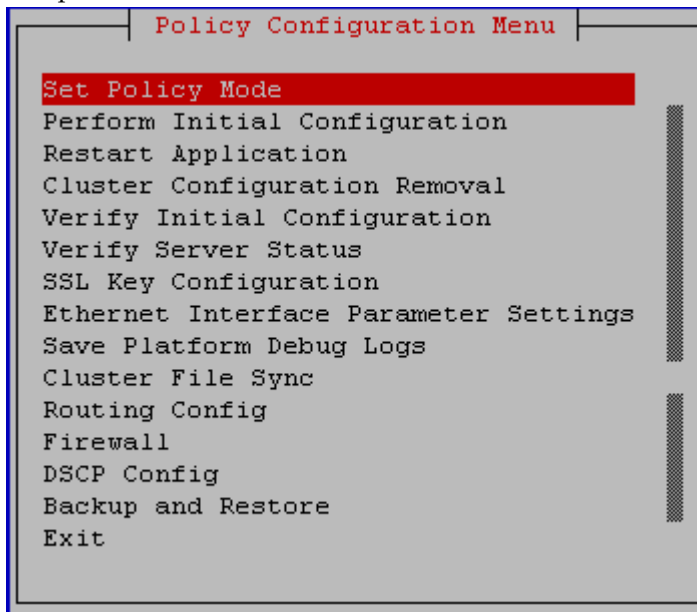 Policy Configuration Menu
Set Policy Mode
Perform Initial Configuration
Restart Application
Cluster Configuration Removal
Verify Initial Configuration
Verify Server Status
SSL Key Configuration
Ethernet Interface Parameter Settings
Save Platform Debug Logs
Cluster File Sync
Routing Config
Firewall
DSCP Config
Backup and Restore
Exit